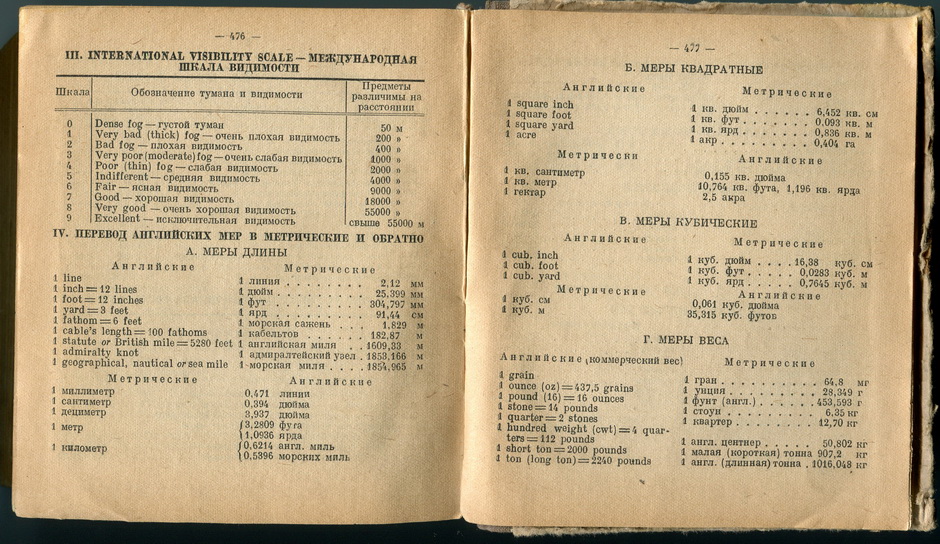 — 476 —
III. INTERNATIONAL VISIBILITY SCALE — МЕЖДУНАРОДНАЯ
ШКАЛА ВИДИМОСТИ
Шкала Обозначение тумана и видимости Предметы различимы на расстоянии
0 Dense fog — густой туман 50 м
1 Very bad (thick) fog — очень плохая видимость 200 »
2 Bad fog — плохая видимость 400 »
3 Very poor (moderate) fog — очень слабая видимость 1000 »
4 Poor (thin) fog — слабая видимость 2000 »
5 Indifferent — средняя видимость 4000 »
6 Fair — ясная видимость 9000 »
7 Good — хорошая видимость 18000 »
8 Very good — очень хорошая видимость 55000 »
9 Excellent — исключительная видимость свыше 55000 м
IV. ПЕРЕВОД АНГЛИЙСКИХ МЕР В МЕТРИЧЕСКИЕ И ОБРАТНО
А. МЕРЫ ДЛИНЫ
Английские Метрические
1 line 1 линия . . . . . . . . 2,12 мм
1 inch = 12 lines 1 дюйм . . . . . . . . 25,399 мм
1 foot = 12 inches 1 фут . . . . . . . . 304,797 мм
1 yard = 3 feet 1 ярд . . . . . . . . 91,44 см
1 fathom = 6 feet 1 морская сажень . . . 1,829 м
1 cable's length = 100 fathoms 1 кабельтов . . . . . 182,87 м
1 statute or British mile = 5280 feet 1 английская миля . . . 1609,33 м
1 admiralty knot 1 адмиралтейский узел . 1853,166 м
1 geographical, nautical or sea mile 1 морская миля . . . 1854,965 м
Метрические Английские
1 миллиметр 0,471 линии
1 сантиметр 0,394 дюйма
1 дециметр 3,937 дюйма
1 метр {3,2809 фута
1,0936 ярда
1 километр {0,6214 англ. миль
0,5396 морских миль
— 477 —
Б. МЕРЫ КВАДРАТНЫЕ
Английские Метрические
1 square inch 1 кв. дюйм . . . . . . 6,452 кв. см
1 square foot 1 кв. фут . . . . . . 0,093 кв. м
1 square yard 1 кв. ярд . . . . . . 0,836 кв. м
1 acre 1 акр . . . . . . . . 0,404 га
Метрически Английские
1 кв. сантиметр 0,155 кв. дюйма
1 кв. метр 10,764 кв. фута, 1,196 кв. ярда
1 гектар 2,5 акра
В. МЕРЫ КУБИЧЕСКИЕ
Английские Метрические
1 cub. inch 1 куб. дюйм . . . . 16,38 куб. см
1 cub. foot 1 куб. фут . . . . . 0,0283 куб. м
1 cub. yard 1 куб. ярд . . . . . 0,7645 куб. м
Метрические Английские
1 куб. см 0,061 куб. дюйма
1 куб. м 35,315 куб. футов
Г. МЕРЫ ВЕСА
Английские (коммерческий вес) Метрические
1 grain 1 гран . . . . . . . . 64,8 мг
1 ounce (oz) = 437,5 grains 1 унция . . . . . . . . 28,349 г
1 pound (16) = 16 ounces 1 фунт (англ.) . . . . . 453,593 г
1 stone = 14 pounds 1 стоун . . . . . . . . 6,35 кг
1 quarter = 2 stones 1 квартер . . . . . . . 12,70 кг
1 hundred weight (cwt) = 4 quar-
ters = 112 pounds 1 англ. центнер . . . . . 50,802 кг
1 short ton = 2000 pounds 1 малая (короткая) тонна 907,2 кг
1 ton (long ton) = 2240 pounds 1 англ. (длинная) тонна . 1016,048 кг